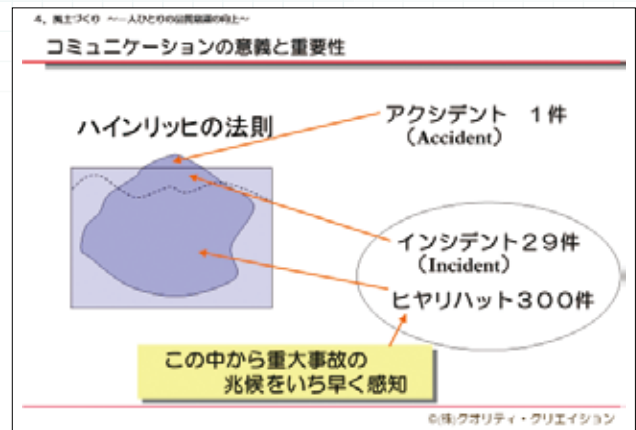 4．風土づくり ～一人ひとりの品質意識の向上～
コミュニケーションの意義と重要性
ハインリッヒの法則
アクシデント 1件
(Accident)
インシデント29件
(Incident)
ヒヤリハット300件
この中から重大事故の
兆候をいち早く感知
©(株)クオリティ・クリエイション